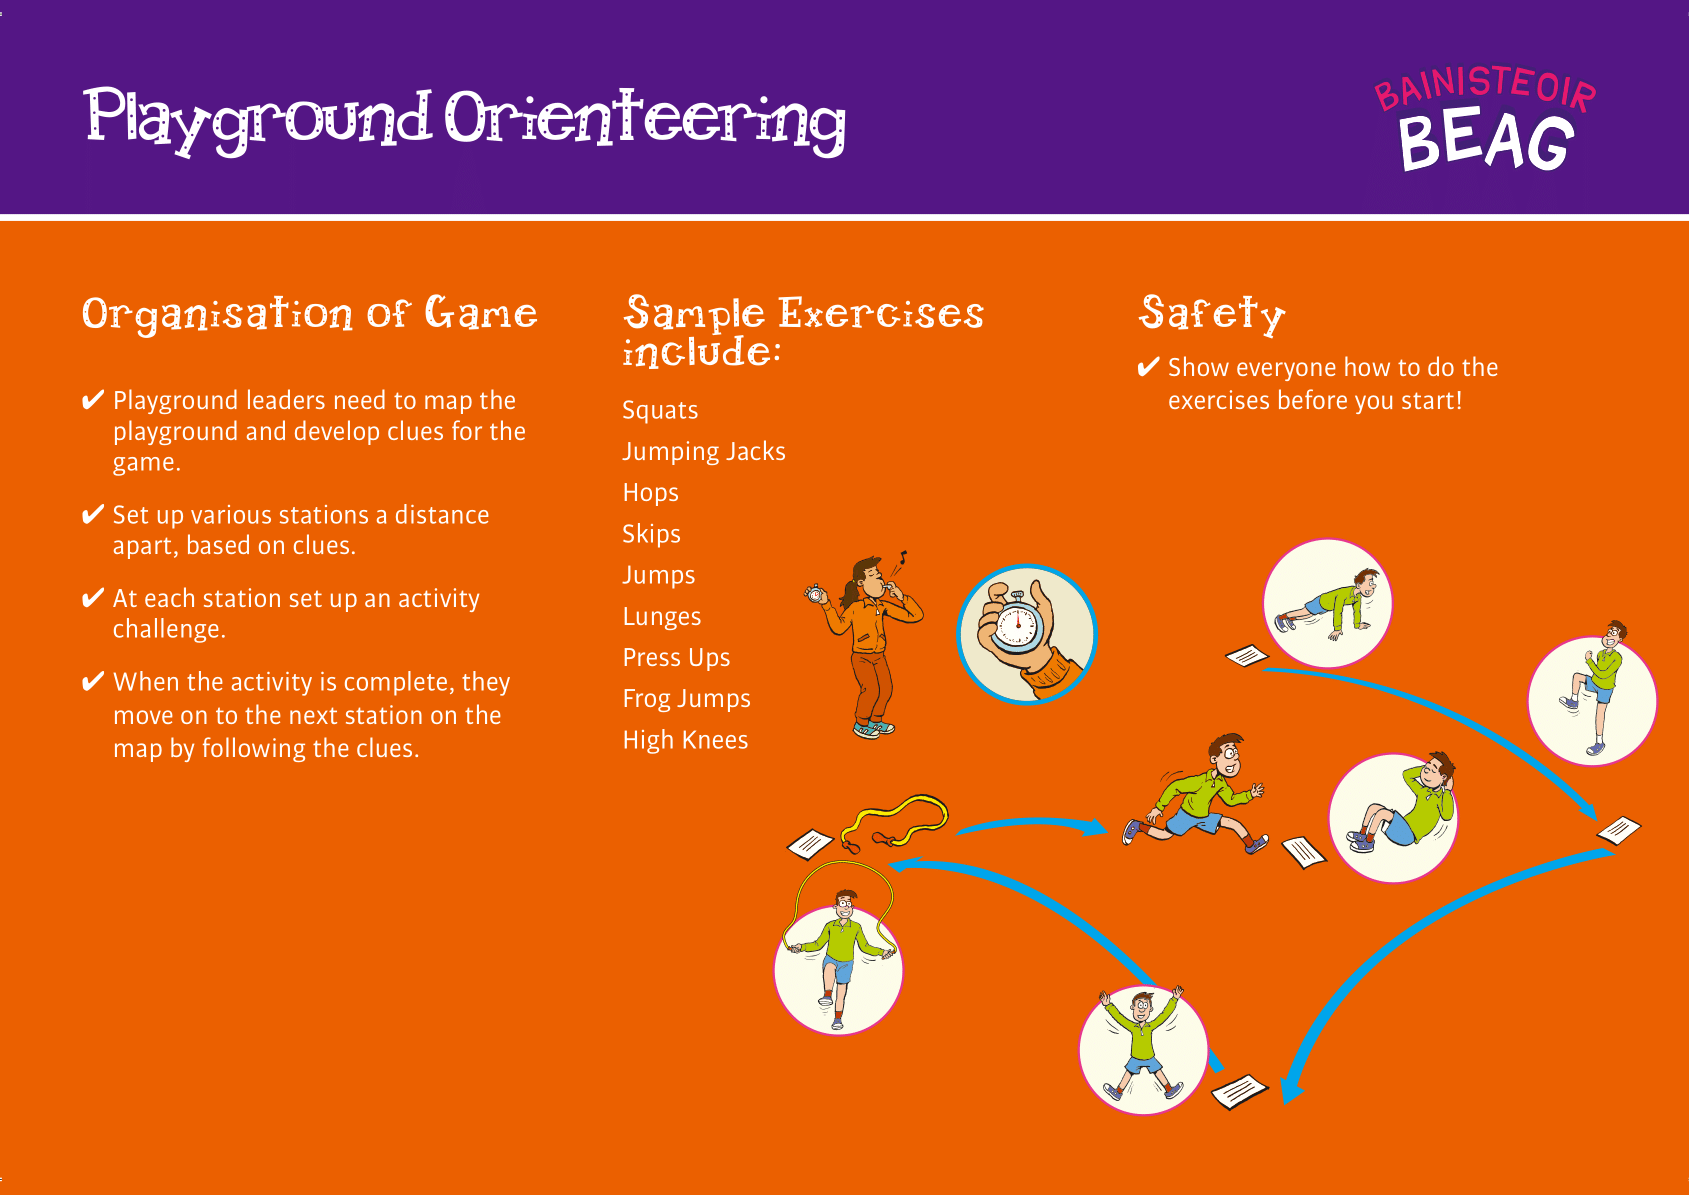 Playground Orienteering
BAINISTEOIR
BEAG
Organisation of Game
✔ Playground leaders need to map the
playground and develop clues for the
game.
✔ Set up various stations a distance
apart, based on clues.
✔ At each station set up an activity
challenge.
✔ When the activity is complete, they
move on to the next station on the
map by following the clues.
Sample Exercises
include:
Squats
Jumping Jacks
Hops
Skips
Jumps
Lunges
Press Ups
Frog Jumps
High Knees
Safety
✔ Show everyone how to do the
exercises before you start!